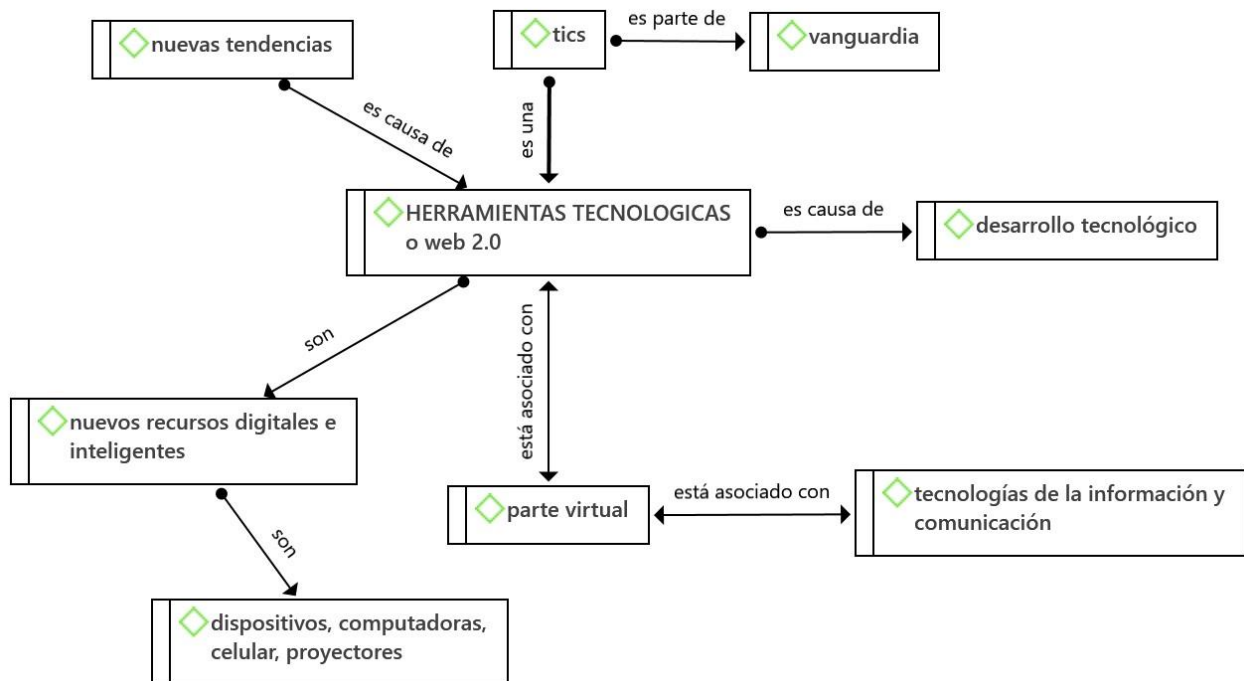 nuevas tendencias
tics
es parte de
vanguardia
es causa de
es una
HERRAMIENTAS TECNOLOGICAS
o web 2.0
es causa de
desarrollo tecnológico
son
está asociado con
nuevos recursos digitales e
inteligentes
parte virtual
está asociado con
tecnologías de la información y
comunicación
son
dispositivos, computadoras,
celular, proyectores